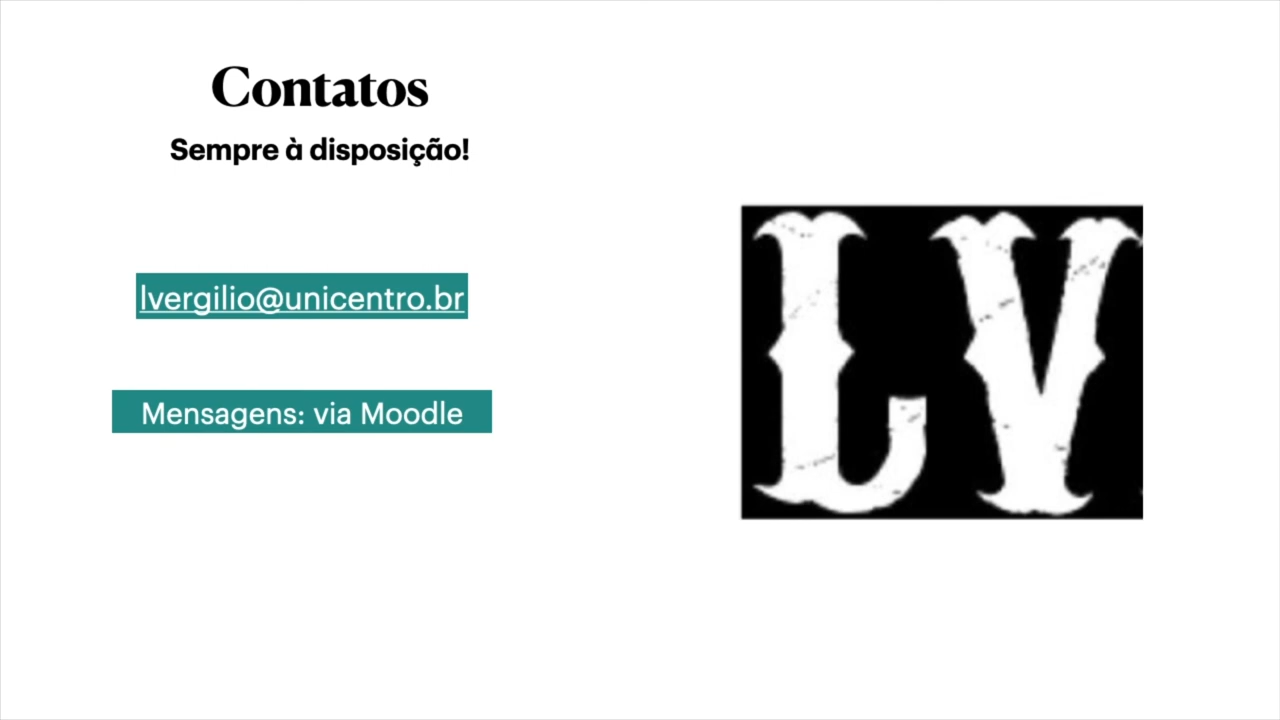 Contatos
Sempre à disposição!
lvergilio@unicentro.br
Mensagens: via Moodle
LV